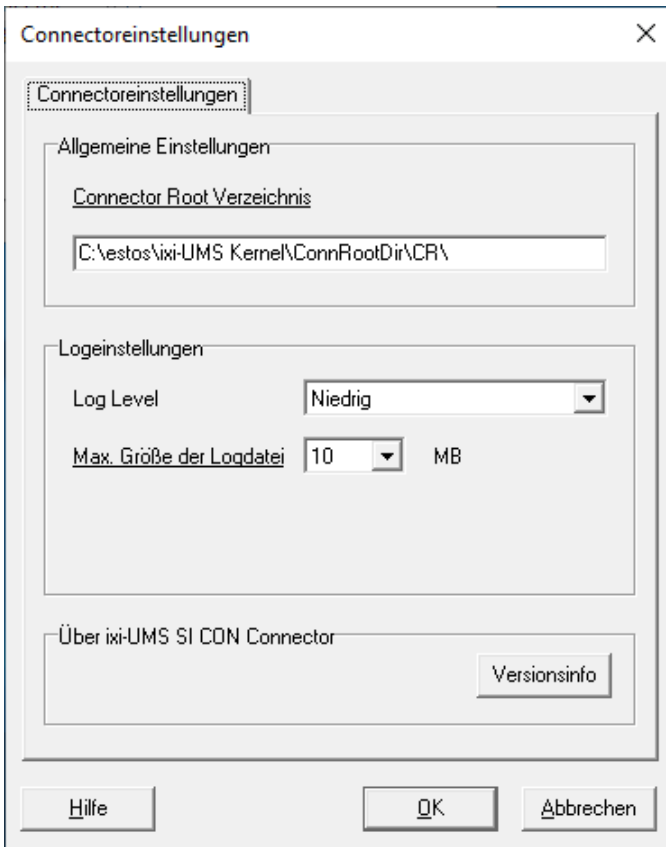 Connectoreinstellungen
Connectoreinstellungen
Allgemeine Einstellungen
Connector Root Verzeichnis
C:\estos\ixi-UMS Kernel\ConnRootDir\CR\
Logeinstellungen
Log Level Niedrig
Max. Größe der Logdatei 10 MB
Über ixi-UMS SI CON Connector
Versionsinfo
Hilfe OK Abbrechen